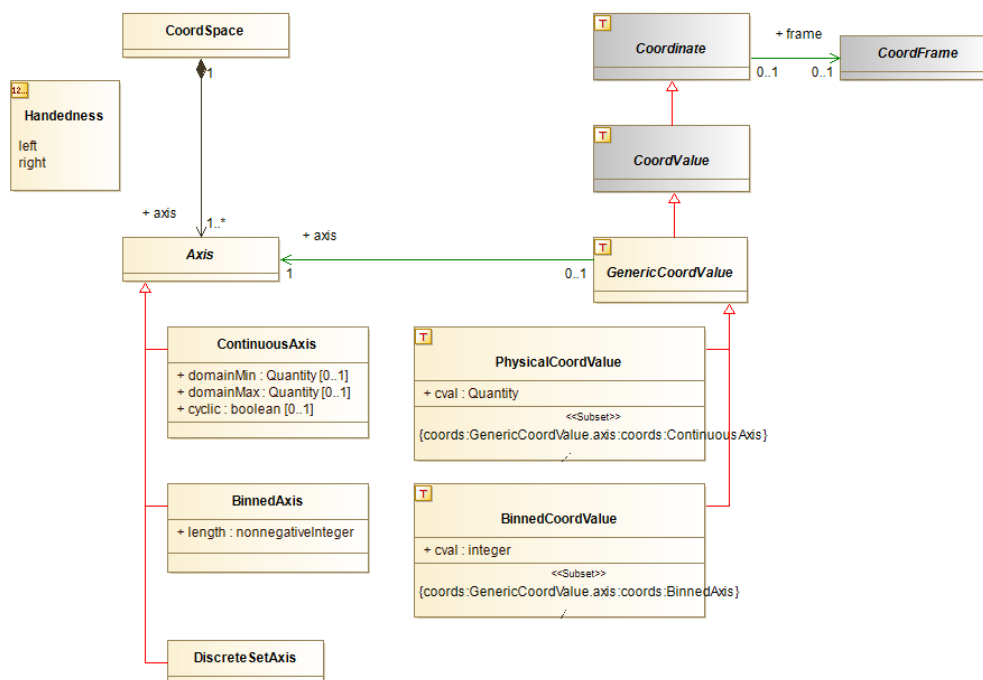 CoordSpace
1
T
Coordinate
+ frame
0..1
0..1
CoordFrame
12...
Handedness
left
right
T
CoordValue
+ axis
1..*
Axis
+ axis
1
0..1
T
GenericCoordValue
ContinuousAxis
+ domainMin : Quantity [0..1]
+ domainMax : Quantity [0..1]
+ cyclic : boolean [0..1]
T
PhysicalCoordValue
+ cval : Quantity
<<Subset>>
{coords:GenericCoordValue.axis:coords:ContinuousAxis}
BinnedAxis
+ length : nonnegativeInteger
T
BinnedCoordValue
+ cval : integer
<<Subset>>
{coords:GenericCoordValue.axis:coords:BinnedAxis}
DiscreteSetAxis